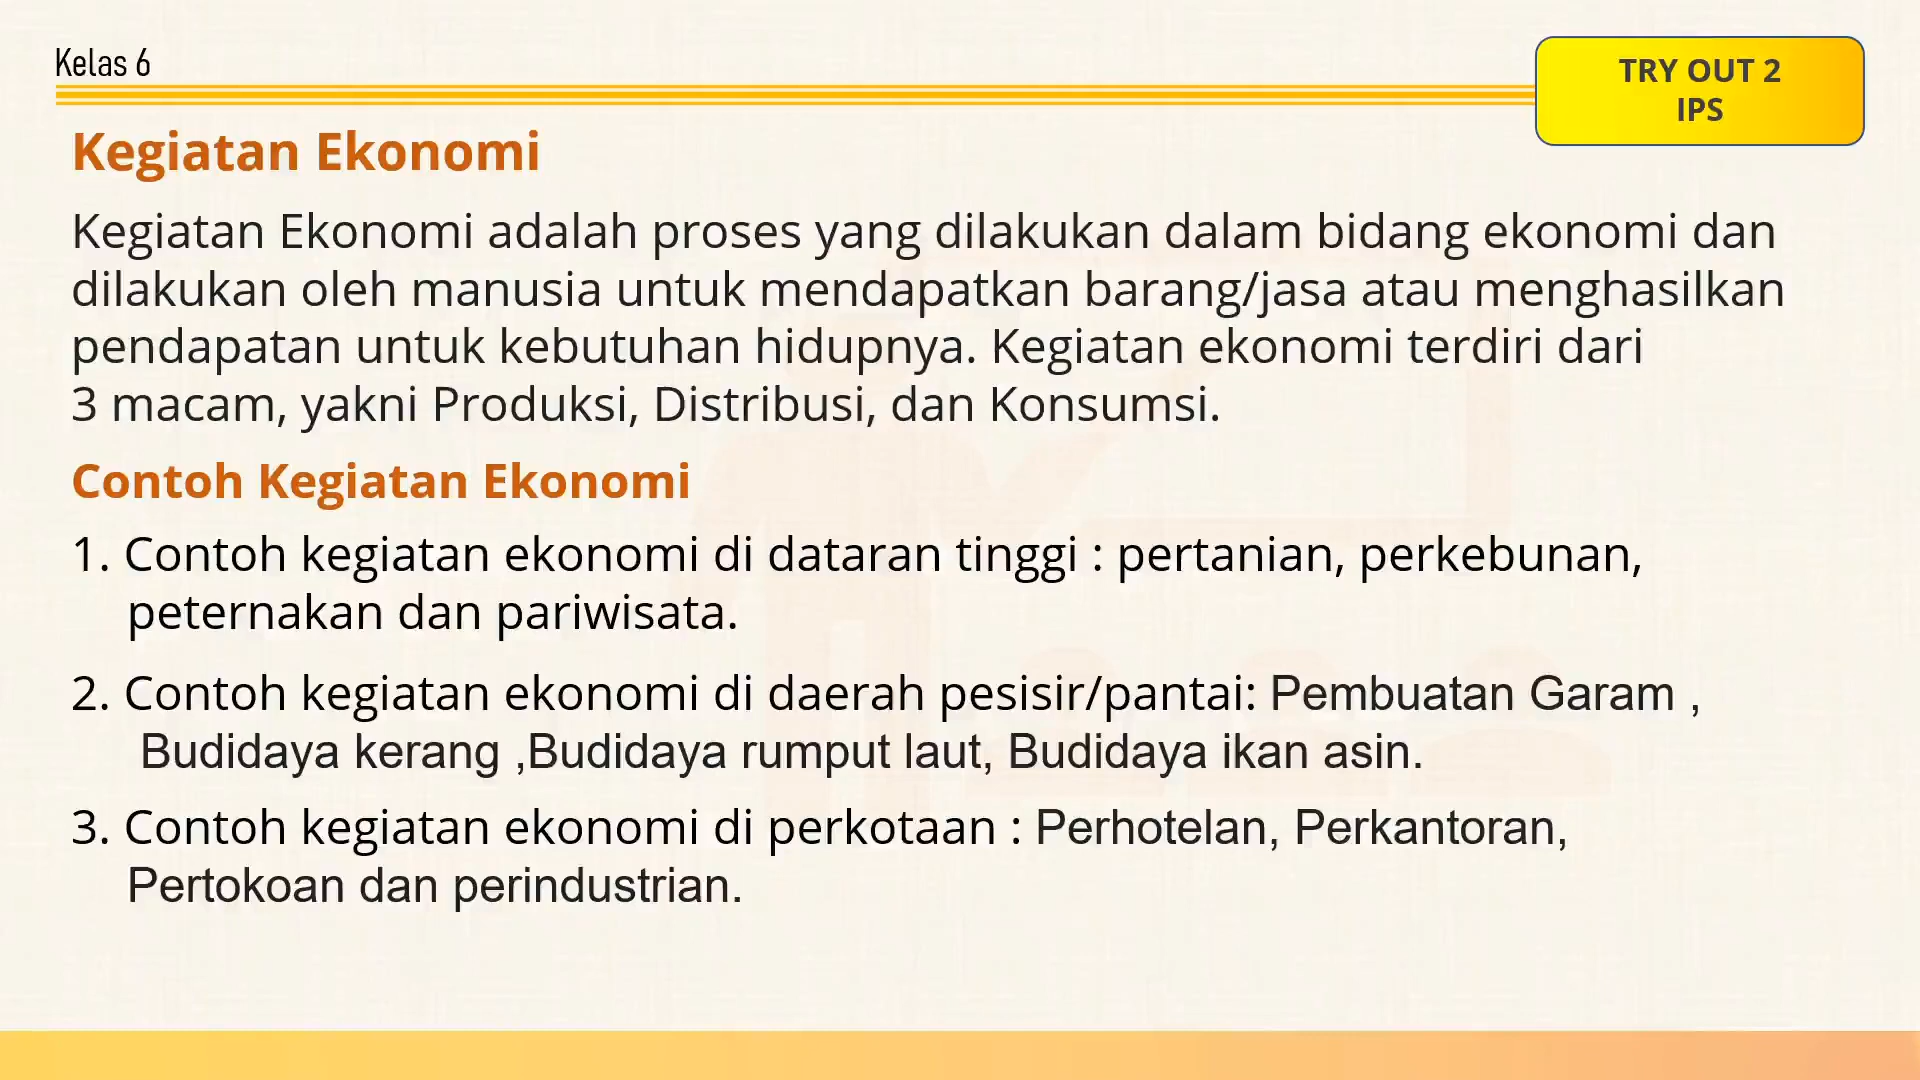 Kelas 6
TRY OUT 2
IPS
Kegiatan Ekonomi
Kegiatan Ekonomi adalah proses yang dilakukan dalam bidang ekonomi dan
dilakukan oleh manusia untuk mendapatkan barang/jasa atau menghasilkan
pendapatan untuk kebutuhan hidupnya. Kegiatan ekonomi terdiri dari
3 macam, yakni Produksi, Distribusi, dan Konsumsi.
Contoh Kegiatan Ekonomi
1. Contoh kegiatan ekonomi di dataran tinggi : pertanian, perkebunan,
peternakan dan pariwisata.
2. Contoh kegiatan ekonomi di daerah pesisir/pantai: Pembuatan Garam ,
Budidaya kerang ,Budidaya rumput laut, Budidaya ikan asin.
3. Contoh kegiatan ekonomi di perkotaan : Perhotelan, Perkantoran,
Pertokoan dan perindustrian.